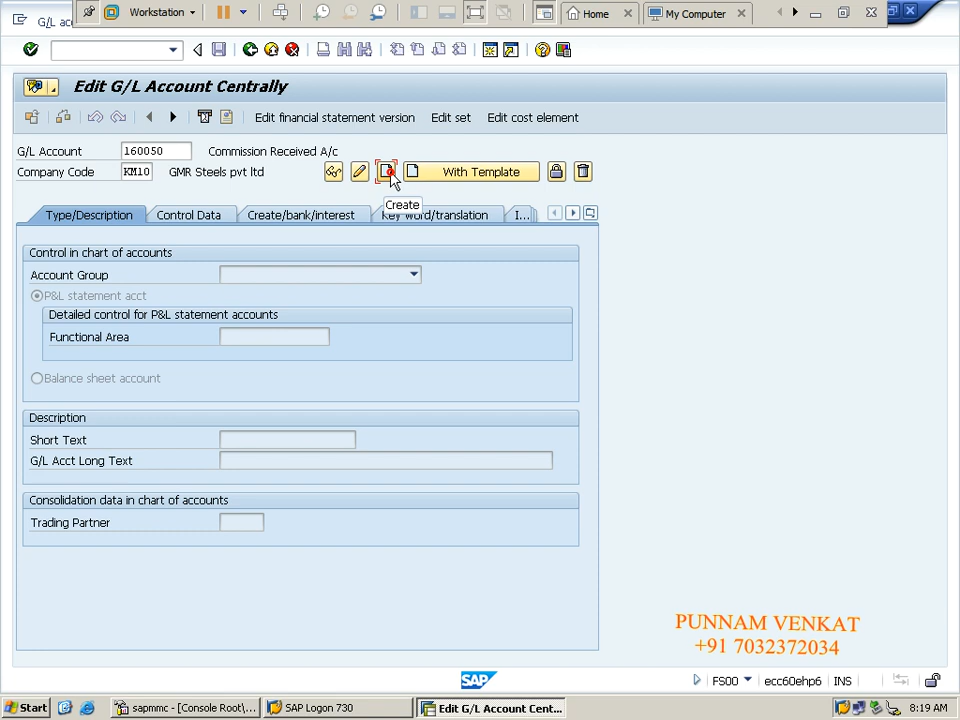 Workstation
Home
My Computer
G/L ac
Edit G/L Account Centrally
Edit financial statement version
Edit set
Edit cost element
G/L Account
160050
Commission Received A/c
Company Code
KM10
GMR Steels pvt ltd
With Template
Create
Type/Description
Control Data
Create/bank/interest
Key word/translation
I...
Control in chart of accounts
Account Group
P&L statement acct
Detailed control for P&L statement accounts
Functional Area
Balance sheet account
Description
Short Text
G/L Acct Long Text
Consolidation data in chart of accounts
Trading Partner
PUNNAM VENKAT
+91 7032372034
SAP
FS00
ecc60ehp6
INS
Start
sapmmc - [Console Root\...
SAP Logon 730
Edit G/L Account Cent...
8:19 AM